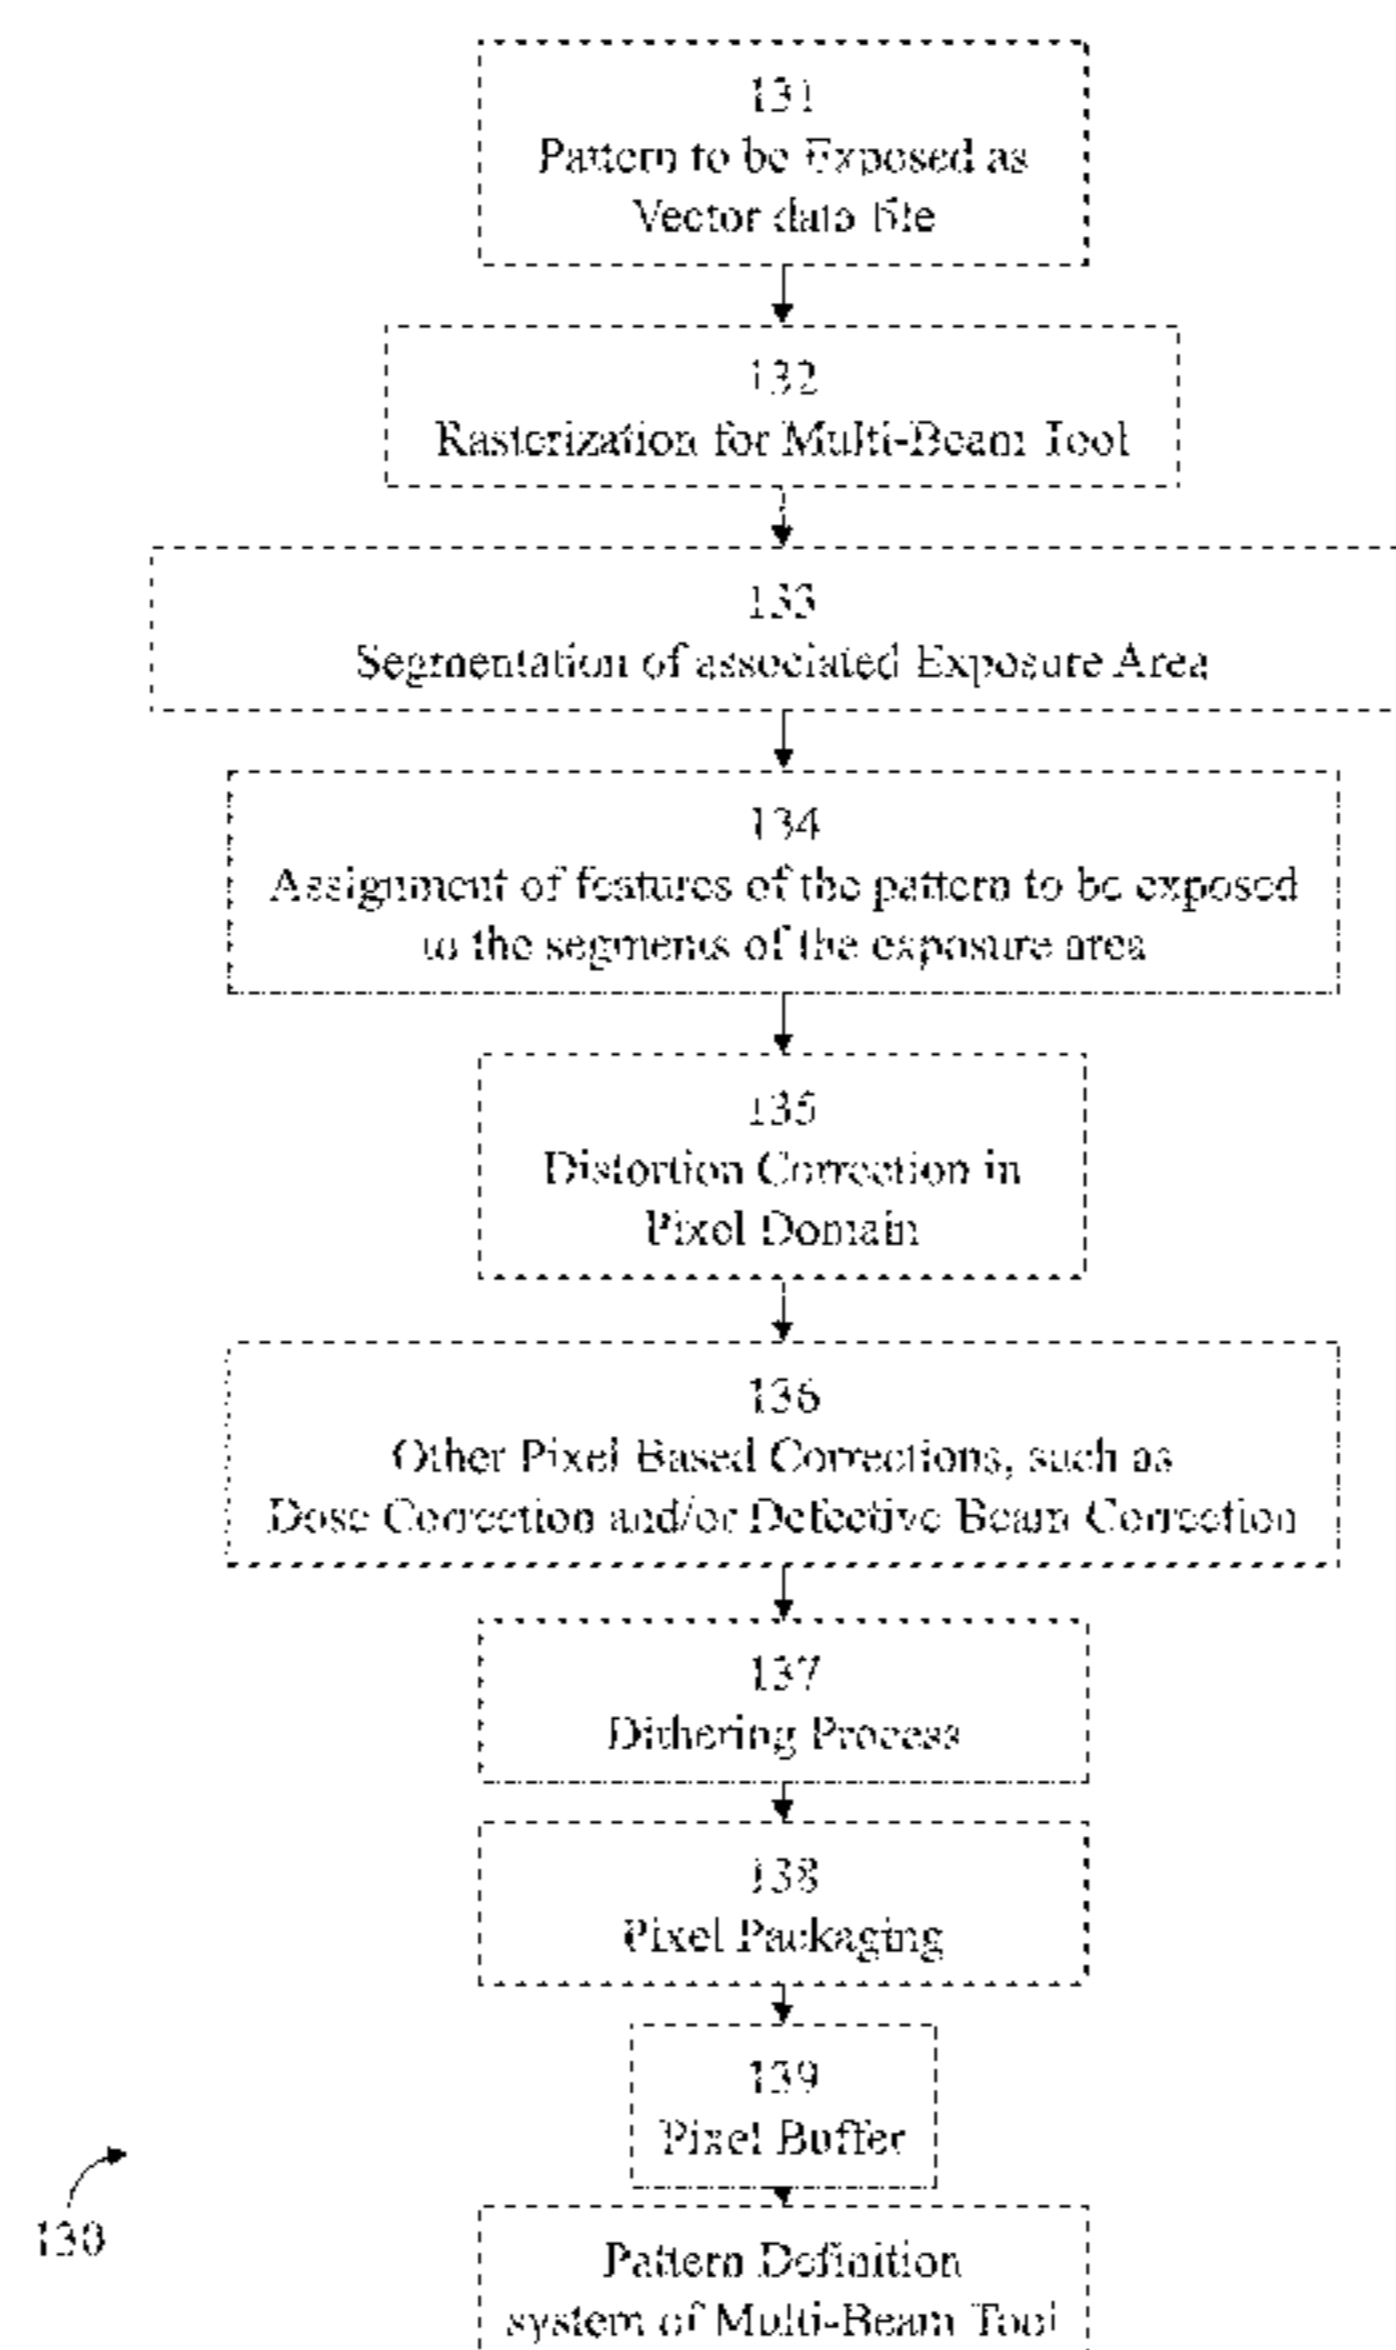 131
Pattern to be Exposed as
Vector data file
132
Rasterization for Multi-Beam Tool
133
Segmentation of associated Exposure Area
134
Assignment of features of the pattern to be exposed
to the segments of the exposure area
135
Distortion Correction in
Pixel Domain
136
Other Pixel Based Corrections, such as
Dose Correction and/or Defective Beam Correction
137
Dithering Process
138
Pixel Packaging
139
Pixel Buffer
130
Pattern Definition
system of Multi-Beam Tool